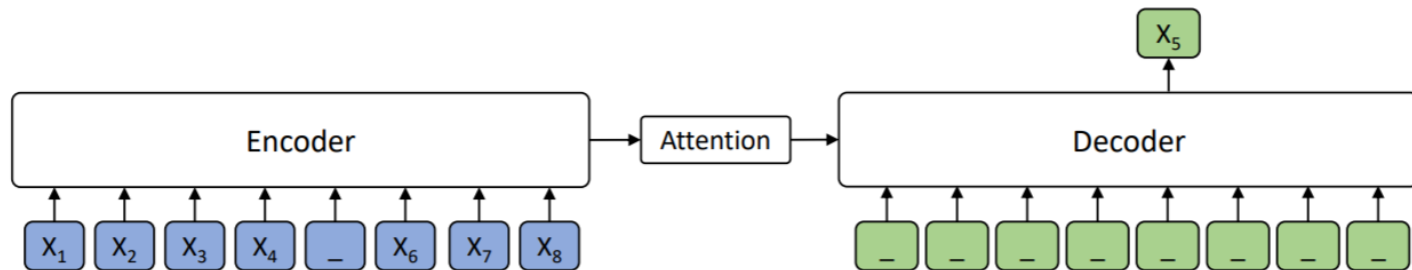 X₅
Encoder Attention Decoder
X₁ X₂ X₃ X₄ _ X₆ X₇ X₈ _ _ _ _ _ _ _ _